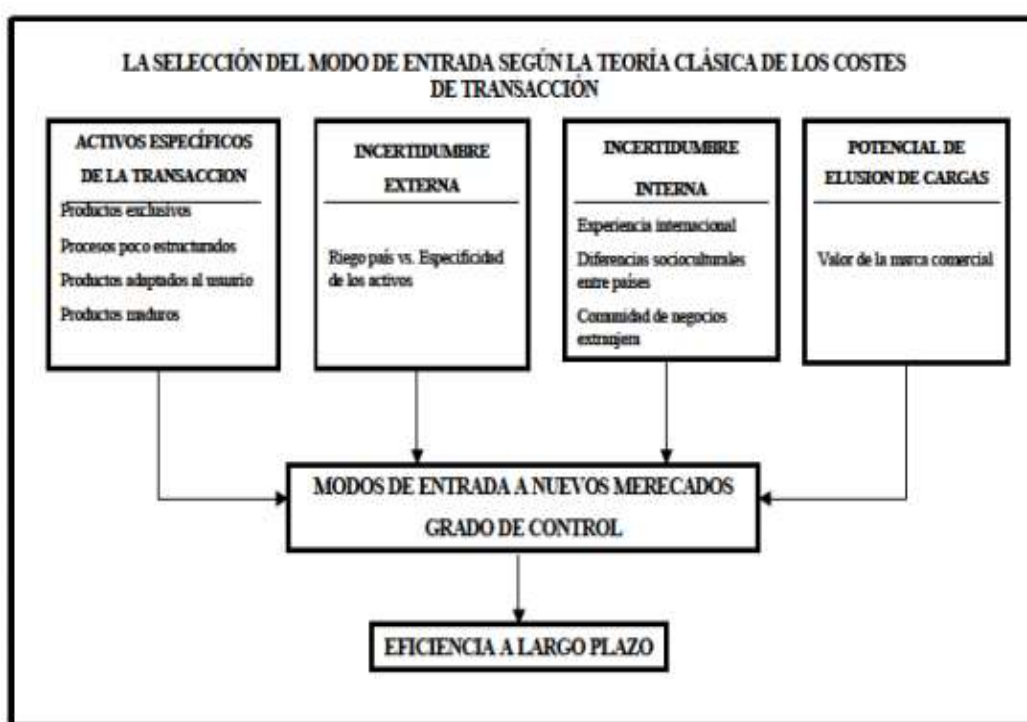 LA SELECCIÓN DEL MODO DE ENTRADA SEGÚN LA TEORÍA CLÁSICA DE LOS COSTES
DE TRANSACCIÓN
ACTIVOS ESPECÍFICOS
DE LA TRANSACCION
Productos exclusivos
Procesos poco estructurados
Productos adaptados al usuario
Productos maduros
INCERTIDUMBRE
EXTERNA
Riego país vs. Especificidad
de los activos
INCERTIDUMBRE
INTERNA
Experiencia internacional
Diferencias socioculturales
entre países
Comunidad de negocios
extranjera
POTENCIAL DE
ELUSION DE CARGAS
Valor de la marca comercial
MODOS DE ENTRADA A NUEVOS MERECADOS
GRADO DE CONTROL
EFICIENCIA A LARGO PLAZO